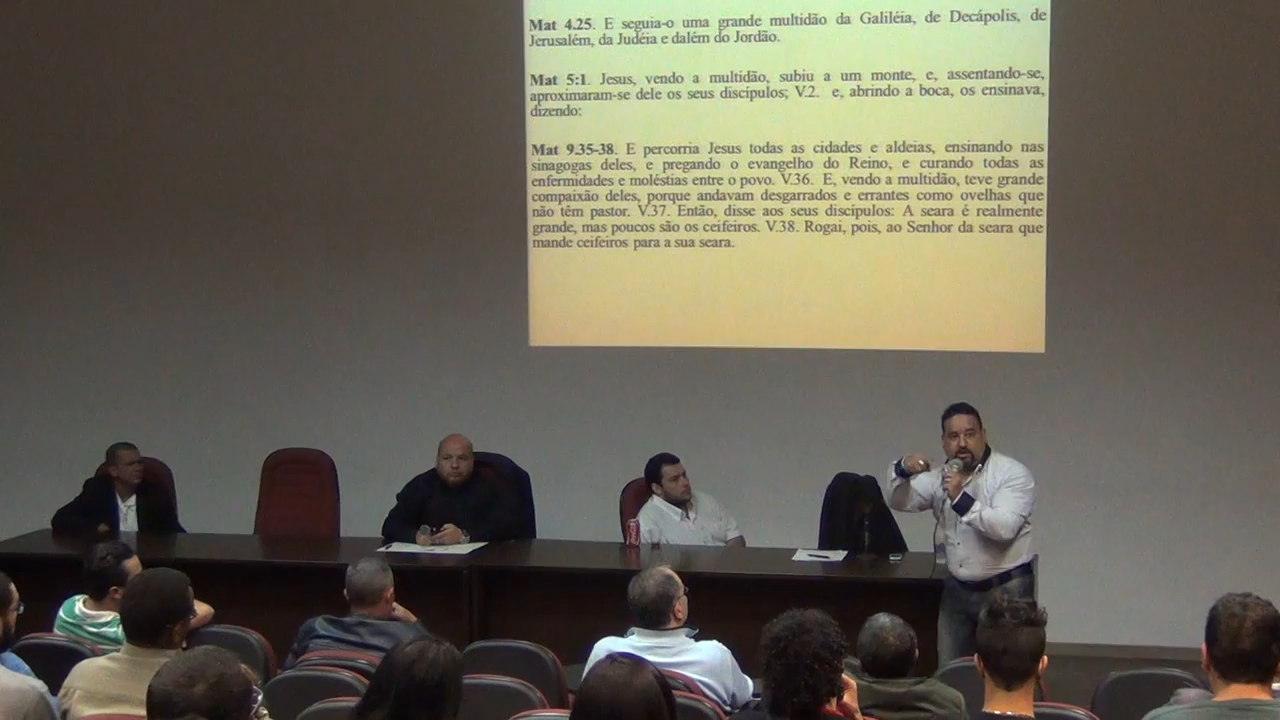 Mat 4.25. E seguia-o uma grande multidão da Galiléia, de Decápolis, de
Jerusalém, da Judéia e dalém do Jordão.
Mat 5:1. Jesus, vendo a multidão, subiu a um monte, e, assentando-se,
aproximaram-se dele os seus discípulos; V.2. e, abrindo a boca, os ensinava,
dizendo:
Mat 9.35-38. E percorria Jesus todas as cidades e aldeias, ensinando nas
sinagogas deles, e pregando o evangelho do Reino, e curando todas as
enfermidades e moléstias entre o povo. V.36. E, vendo a multidão, teve grande
compaixão deles, porque andavam desgarrados e errantes como ovelhas que
não têm pastor. V.37. Então, disse aos seus discípulos: A seara é realmente
grande, mas poucos são os ceifeiros. V.38. Rogai, pois, ao Senhor da seara que
mande ceifeiros para a sua seara.